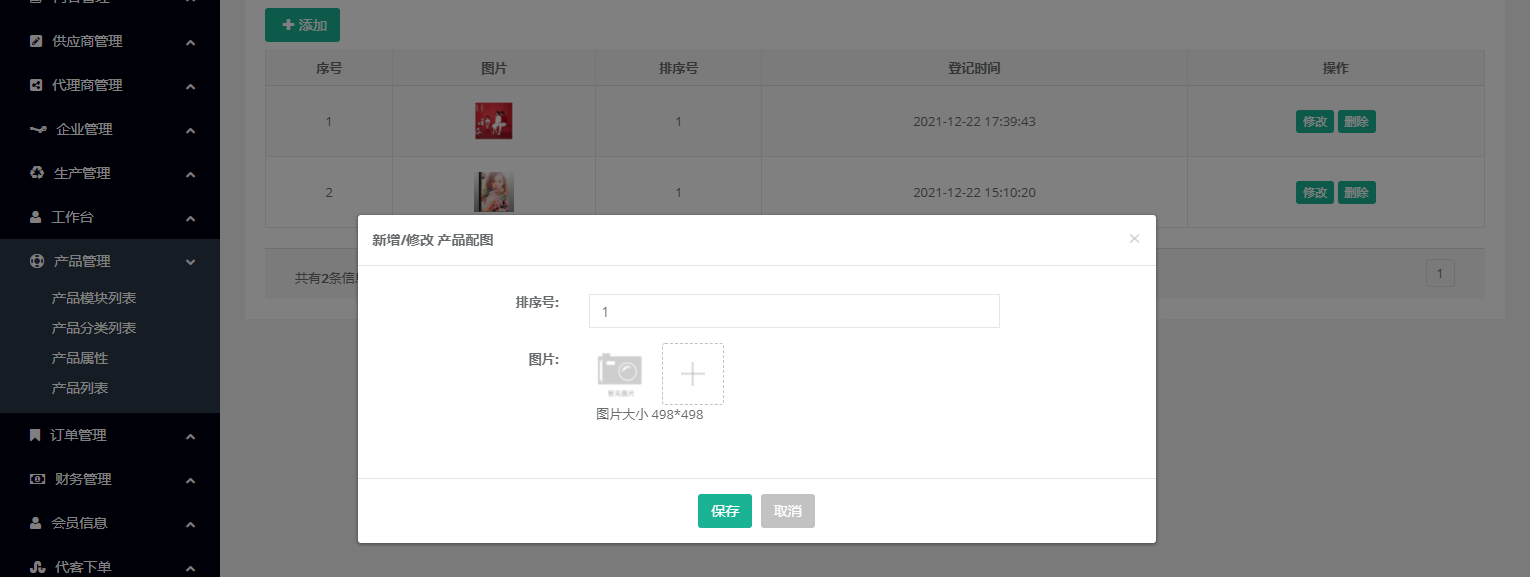 供应商管理
代理商管理
企业管理
生产管理
工作台
产品管理
产品模块列表
产品分类列表
产品属性
产品列表
订单管理
财务管理
会员信息
代客下单
添加
序号 图片 排序号 登记时间 操作
1 1 2021-12-22 17:39:43 修改 删除
2 1 2021-12-22 15:10:20 修改 删除
共有2条信
1
新增/修改 产品配图
×
排序号:
1
图片:
暂无图片
图片大小 498*498
保存 取消